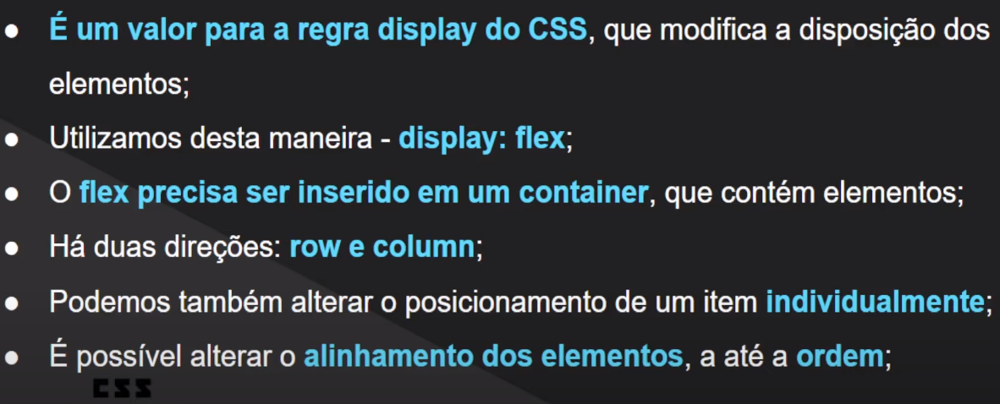 ● É um valor para a regra display do CSS, que modifica a disposição dos
elementos;
● Utilizamos desta maneira - display: flex;
● O flex precisa ser inserido em um container, que contém elementos;
● Há duas direções: row e column;
● Podemos também alterar o posicionamento de um item individualmente;
● É possível alterar o alinhamento dos elementos, a até a ordem;
CSS